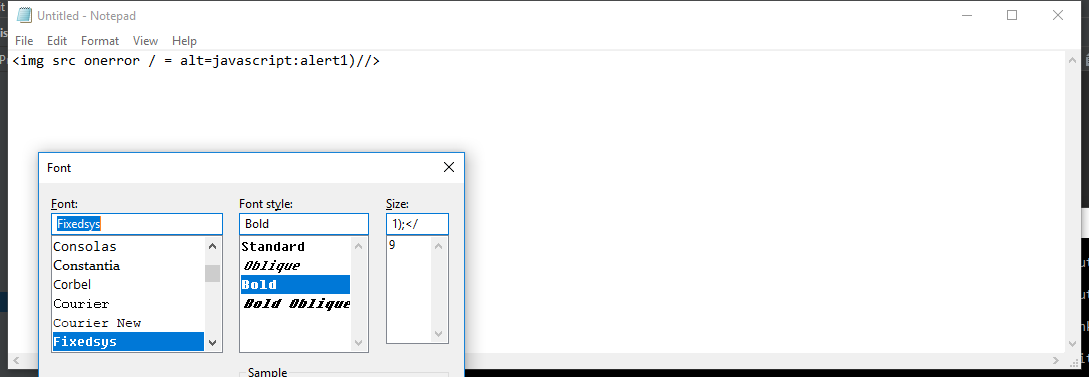 Untitled - Notepad
File Edit Format View Help
<img src onerror / = alt=javascript:alert1)//>
Font
Font: Font style: Size:
Fixedsys Bold 1);</
Consolas Standard 9
Constantia Oblique
Corbel Bold
Courier Bold Oblique
Courier New
Fixedsys
Sample